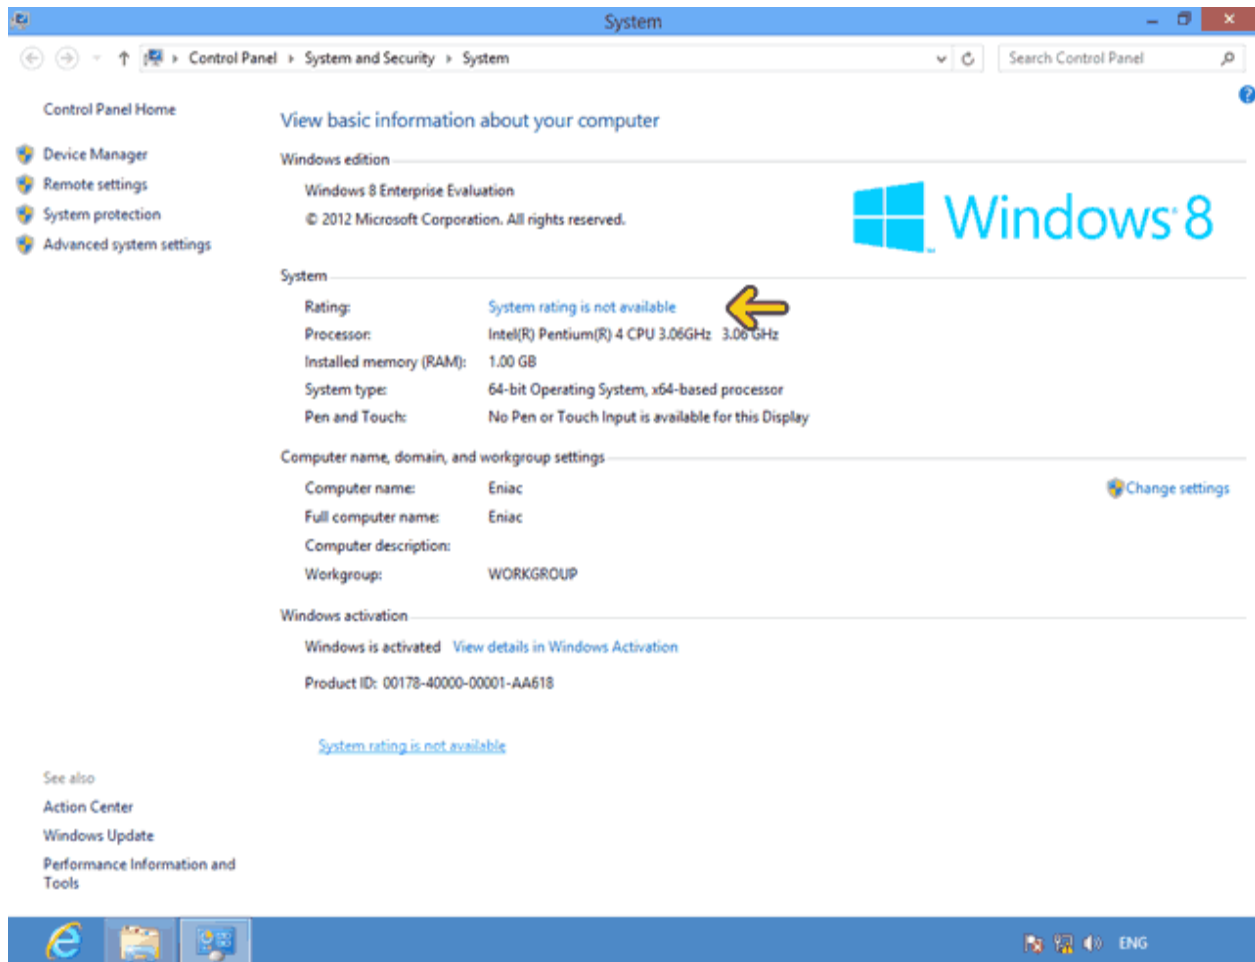 System
Control Panel System and Security System
Search Control Panel
Control Panel Home
Device Manager
Remote settings
System protection
Advanced system settings
View basic information about your computer
Windows edition
Windows 8 Enterprise Evaluation
© 2012 Microsoft Corporation. All rights reserved.
Windows 8
System
Rating: System rating is not available
Processor: Intel(R) Pentium(R) 4 CPU 3.06GHz 3.06 GHz
Installed memory (RAM): 1.00 GB
System type: 64-bit Operating System, x64-based processor
Pen and Touch: No Pen or Touch Input is available for this Display
Computer name, domain, and workgroup settings
Computer name: Eniac
Change settings
Full computer name: Eniac
Computer description:
Workgroup: WORKGROUP
Windows activation
Windows is activated View details in Windows Activation
Product ID: 00178-40000-00001-AA618
System rating is not available
See also
Action Center
Windows Update
Performance Information and
Tools
ENG